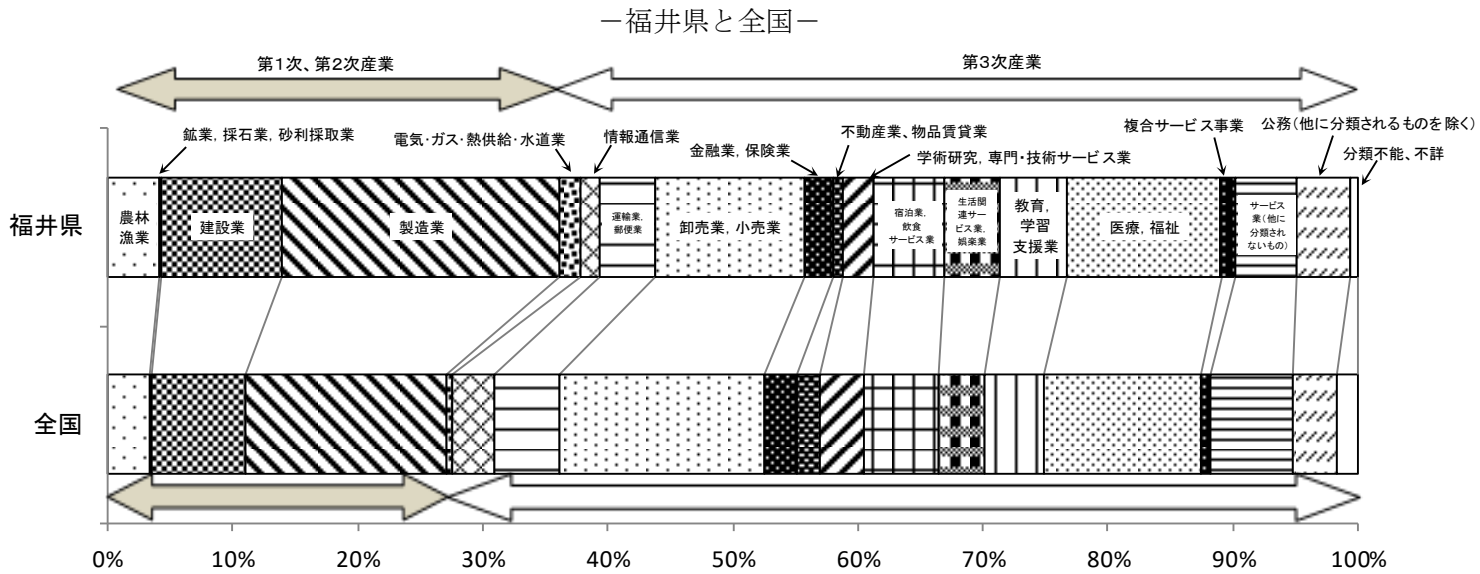 －福井県と全国－
第1次、第2次産業
第3次産業
鉱業, 採石業, 砂利採取業
電気・ガス・熱供給・水道業
情報通信業
金融業, 保険業
不動産業、物品賃貸業
学術研究, 専門・技術サービス業
複合サービス事業
公務(他に分類されるものを除く)
分類不能、不詳
福井県
農林
漁業
建設業
製造業
運輸業,
郵便業
卸売業, 小売業
宿泊業,
飲食
サービス業
生活関
連サー
ビス業,
娯楽業
教育,
学習
支援業
医療, 福祉
サービス
業(他に
分類され
ないもの)
全国
0%
10%
20%
30%
40%
50%
60%
70%
80%
90%
100%